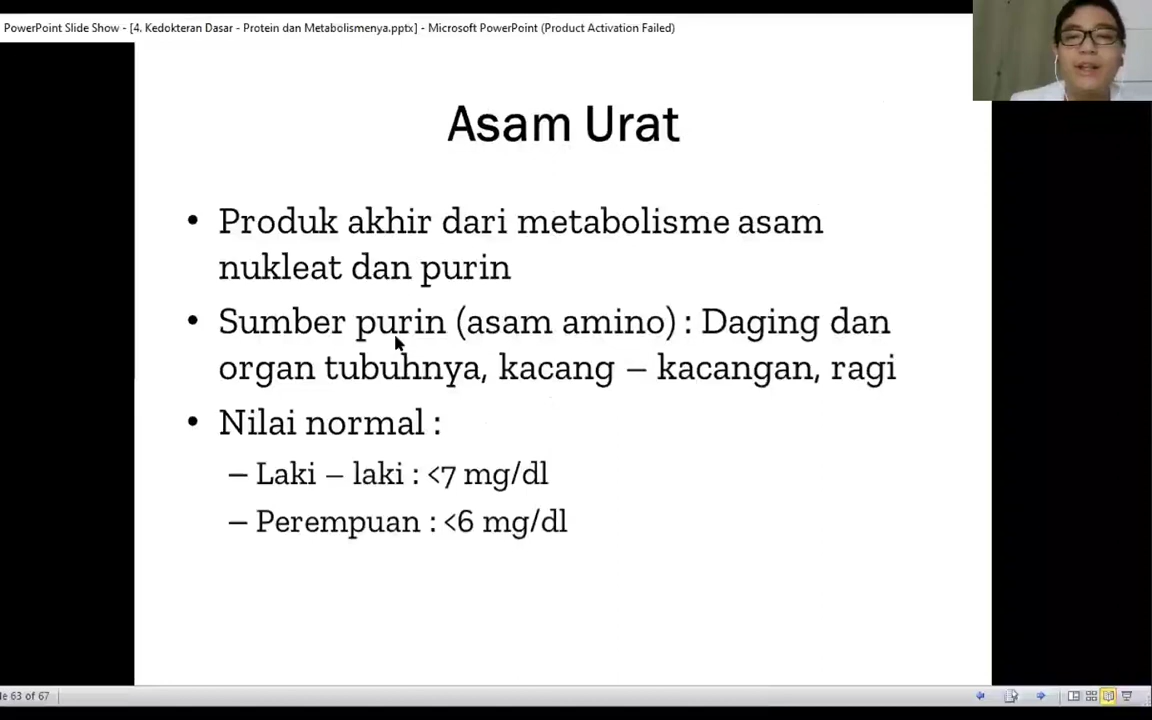 PowerPoint Slide Show - [4. Kedokteran Dasar - Protein dan Metabolismenya.pptx] - Microsoft PowerPoint (Product Activation Failed)
Asam Urat
• Produk akhir dari metabolisme asam
nukleat dan purin
• Sumber purin (asam amino) : Daging dan
organ tubuhnya, kacang – kacangan, ragi
• Nilai normal :
– Laki – laki : <7 mg/dl
– Perempuan : <6 mg/dl
le 63 of 67